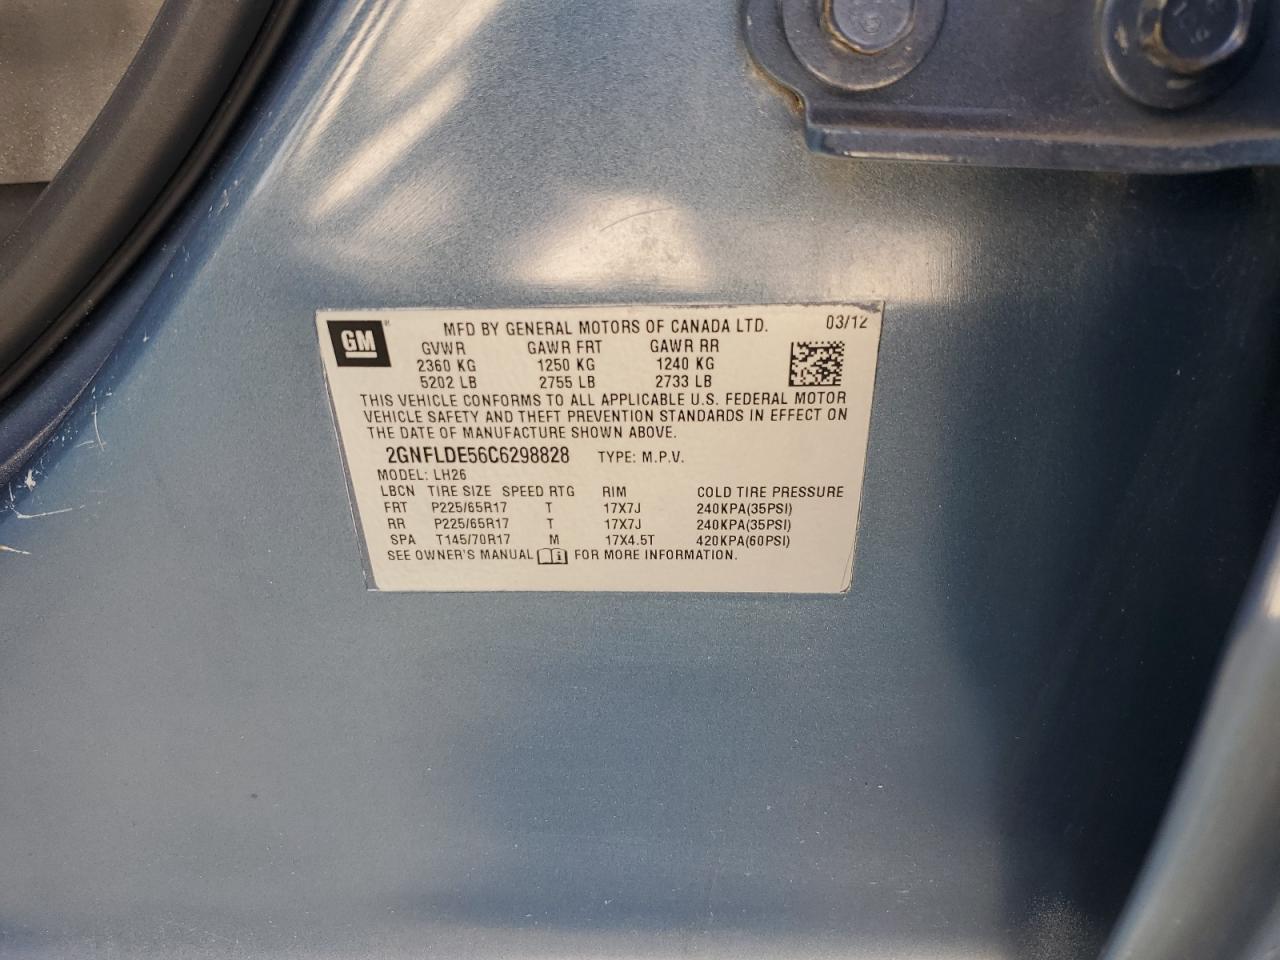 GM
MFD BY GENERAL MOTORS OF CANADA LTD. 03/12
GVWR GAWR FRT GAWR RR
2360 KG 1250 KG 1240 KG
5202 LB 2755 LB 2733 LB
THIS VEHICLE CONFORMS TO ALL APPLICABLE U.S. FEDERAL MOTOR
VEHICLE SAFETY AND THEFT PREVENTION STANDARDS IN EFFECT ON
THE DATE OF MANUFACTURE SHOWN ABOVE.
2GNFLDE56C6298828 TYPE: M.P.V.
MODEL: LH26
LBCN TIRE SIZE SPEED RTG RIM COLD TIRE PRESSURE
FRT P225/65R17 T 17X7J 240KPA(35PSI)
RR P225/65R17 T 17X7J 240KPA(35PSI)
SPA T145/70R17 M 17X4.5T 420KPA(60PSI)
SEE OWNER'S MANUAL FOR MORE INFORMATION.